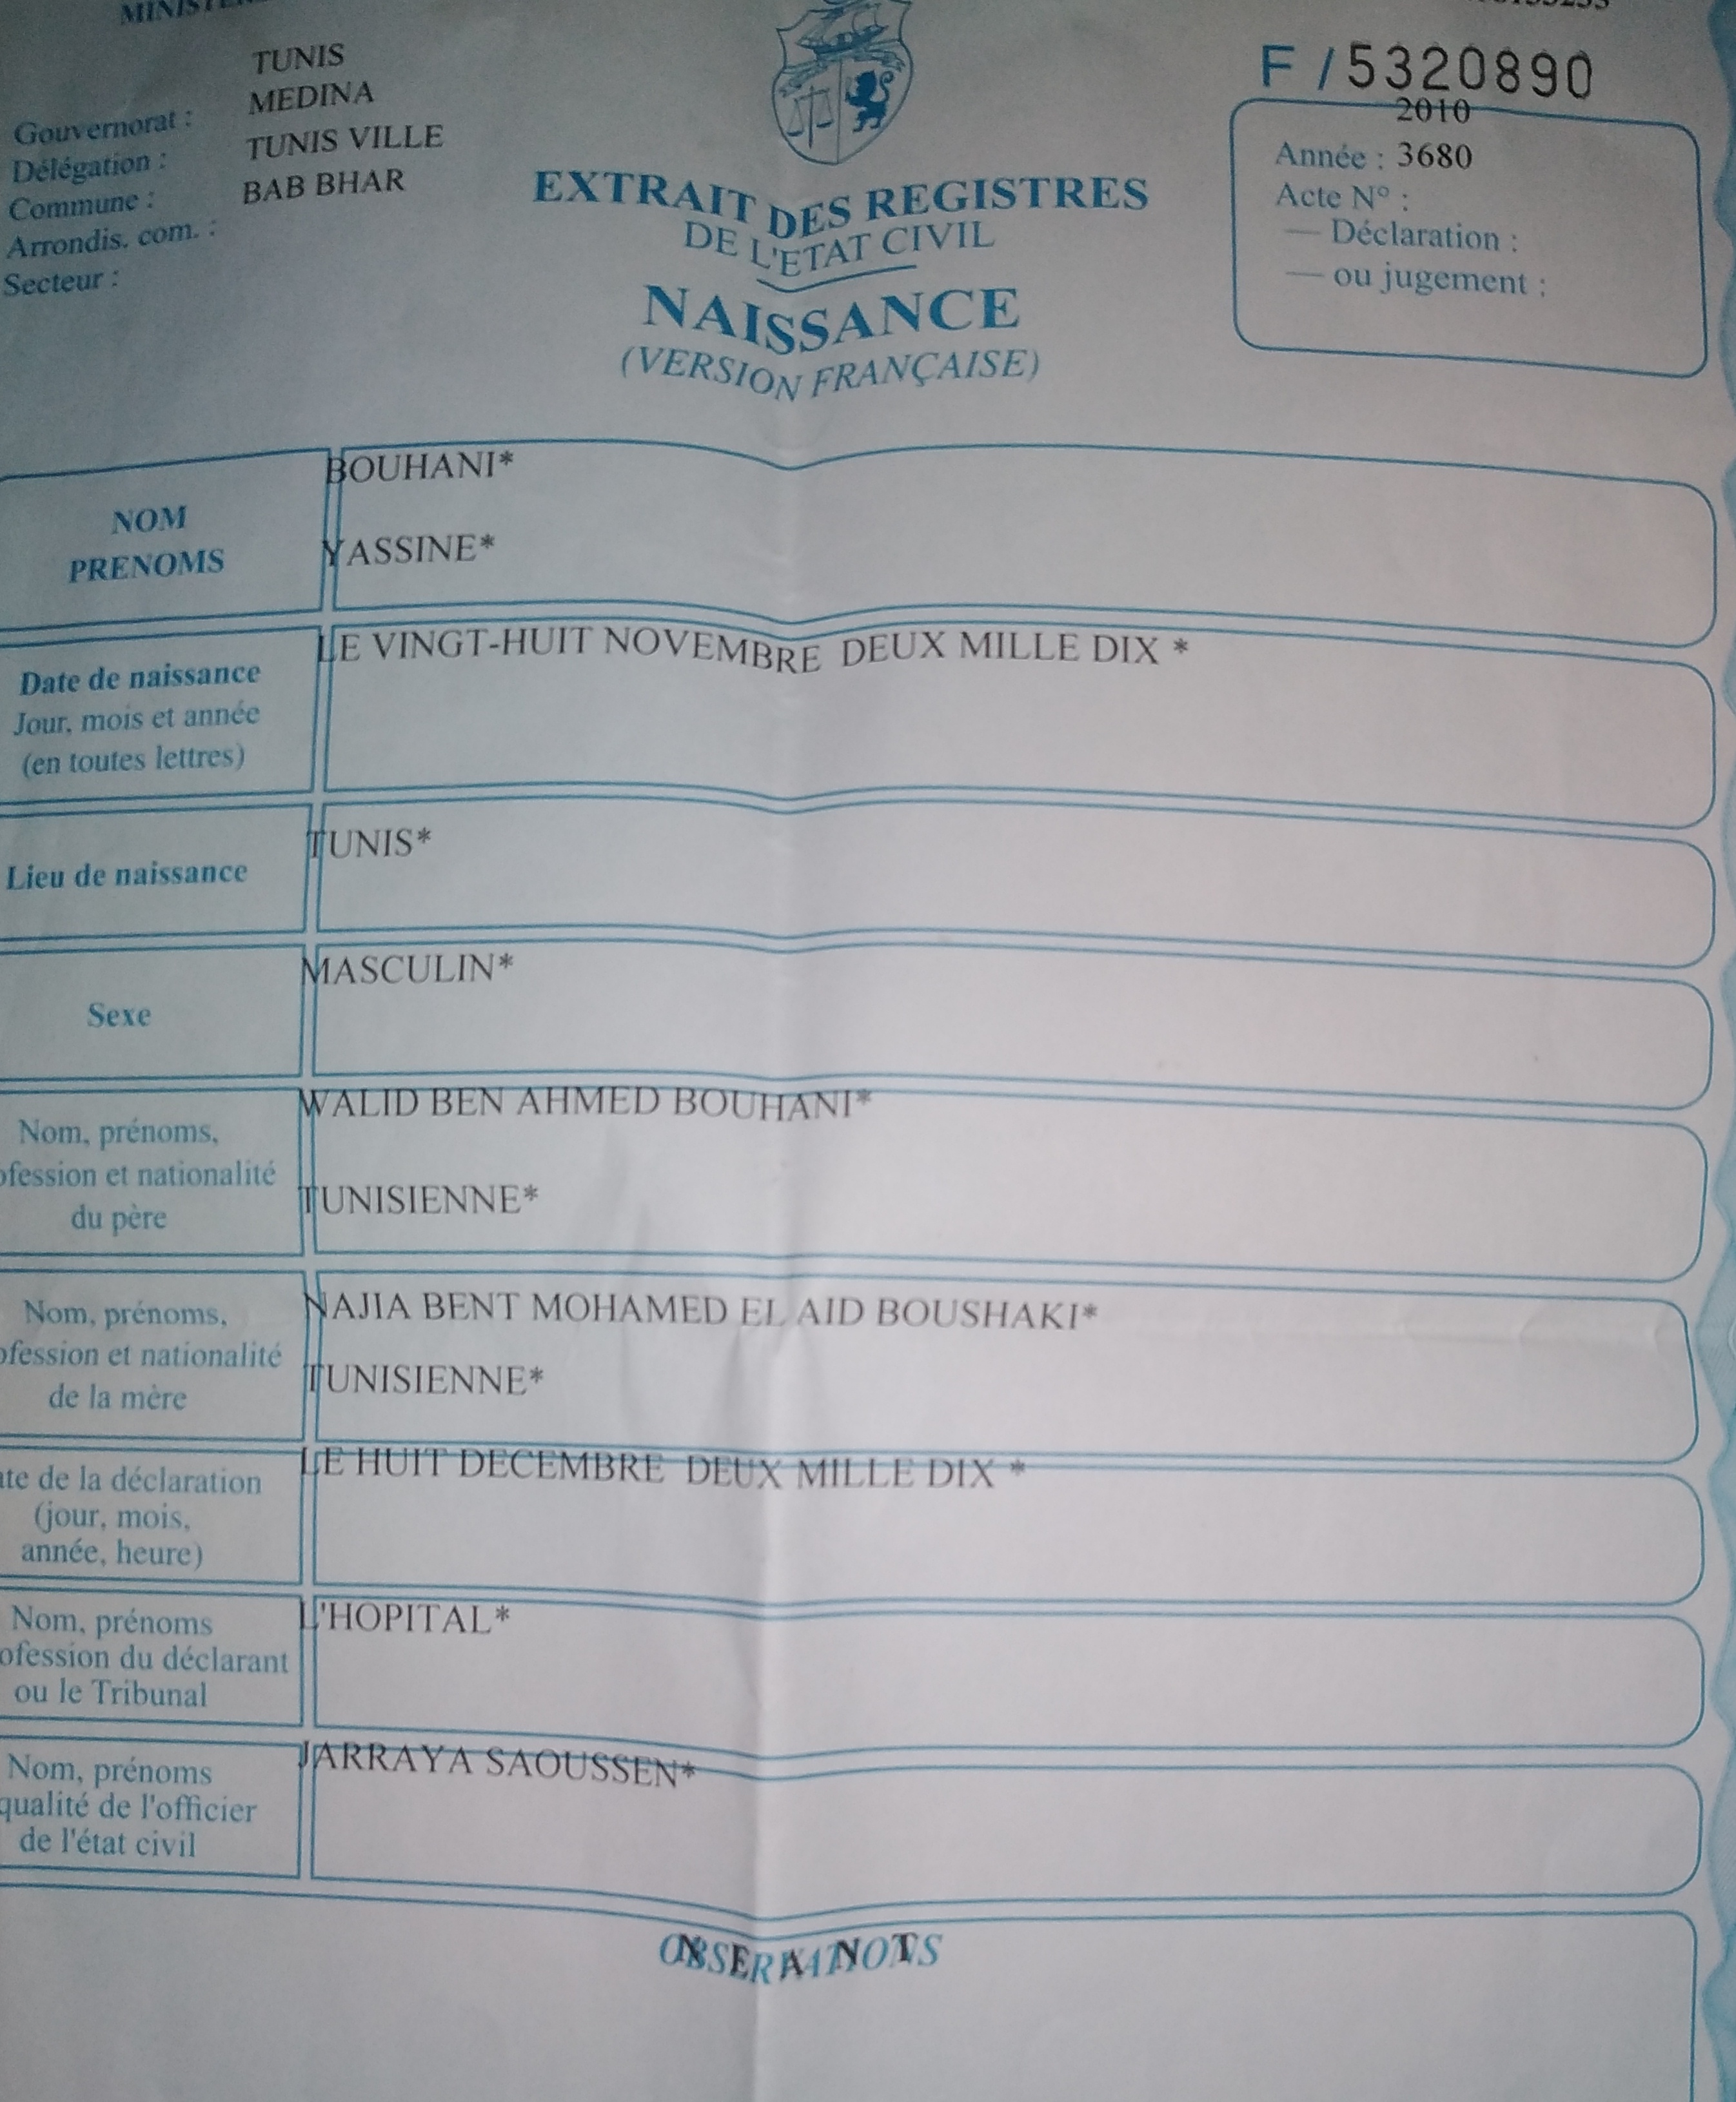 TUNIS
MEDINA
TUNIS VILLE
BAB BHAR
Gouvernorat :
Délégation :
Commune :
Arrondis. com. :
Secteur :
F / 5320890
2010
Année : 3680
Acte N° :
— Déclaration :
— ou jugement :
EXTRAIT DES REGISTRES
DE L'ETAT CIVIL
NAISSANCE
(VERSION FRANÇAISE)
NOM
PRENOMS
BOUHANI*
YASSINE*
Date de naissance
Jour, mois et année
(en toutes lettres)
LE VINGT-HUIT NOVEMBRE DEUX MILLE DIX *
Lieu de naissance
TUNIS*
Sexe
MASCULIN*
Nom, prénoms,
ofession et nationalité
du père
WALID BEN AHMED BOUHANI*
TUNISIENNE*
Nom, prénoms,
ofession et nationalité
de la mère
NAJIA BENT MOHAMED EL AID BOUSHAKI*
TUNISIENNE*
ate de la déclaration
(jour, mois,
année, heure)
LE HUIT DECEMBRE DEUX MILLE DIX *
Nom, prénoms
ofession du déclarant
ou le Tribunal
L'HOPITAL*
Nom, prénoms
qualité de l'officier
de l'état civil
JARRAYA SAOUSSEN*
OBSERVATIONS